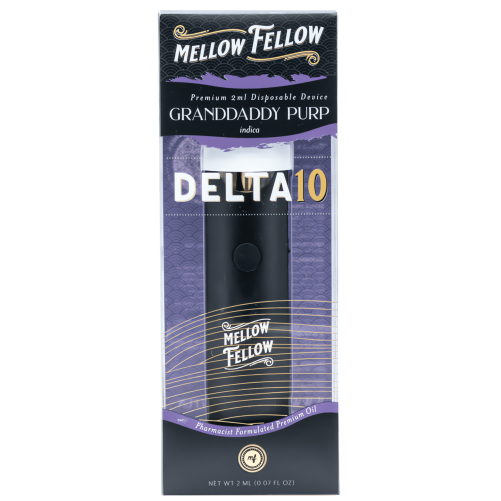 MELLOW FELLOW
Premium 2ml Disposable Device
GRANDDADDY PURP
indica
DELTA10
MELLOW
FELLOW
Pharmacist Formulated Premium Oil
mf
NET WT 2 ML (0.07 FL OZ)